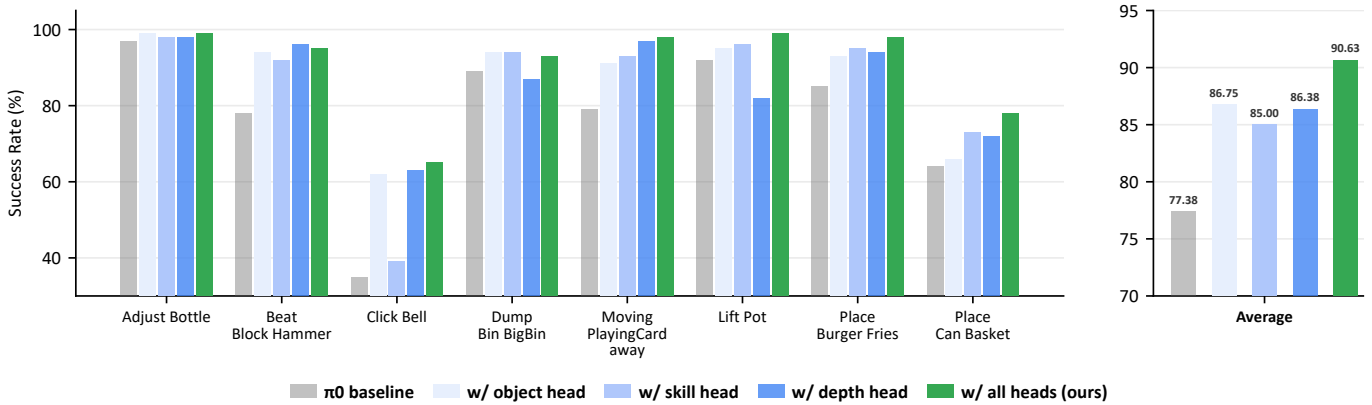 Success Rate (%)
100
80
60
40
Adjust Bottle
Beat
Block Hammer
Click Bell
Dump
Bin BigBin
Moving
PlayingCard
away
Lift Pot
Place
Burger Fries
Place
Can Basket
95
90
85
80
75
70
77.38
86.75
85.00
86.38
90.63
Average
π0 baseline
w/ object head
w/ skill head
w/ depth head
w/ all heads (ours)